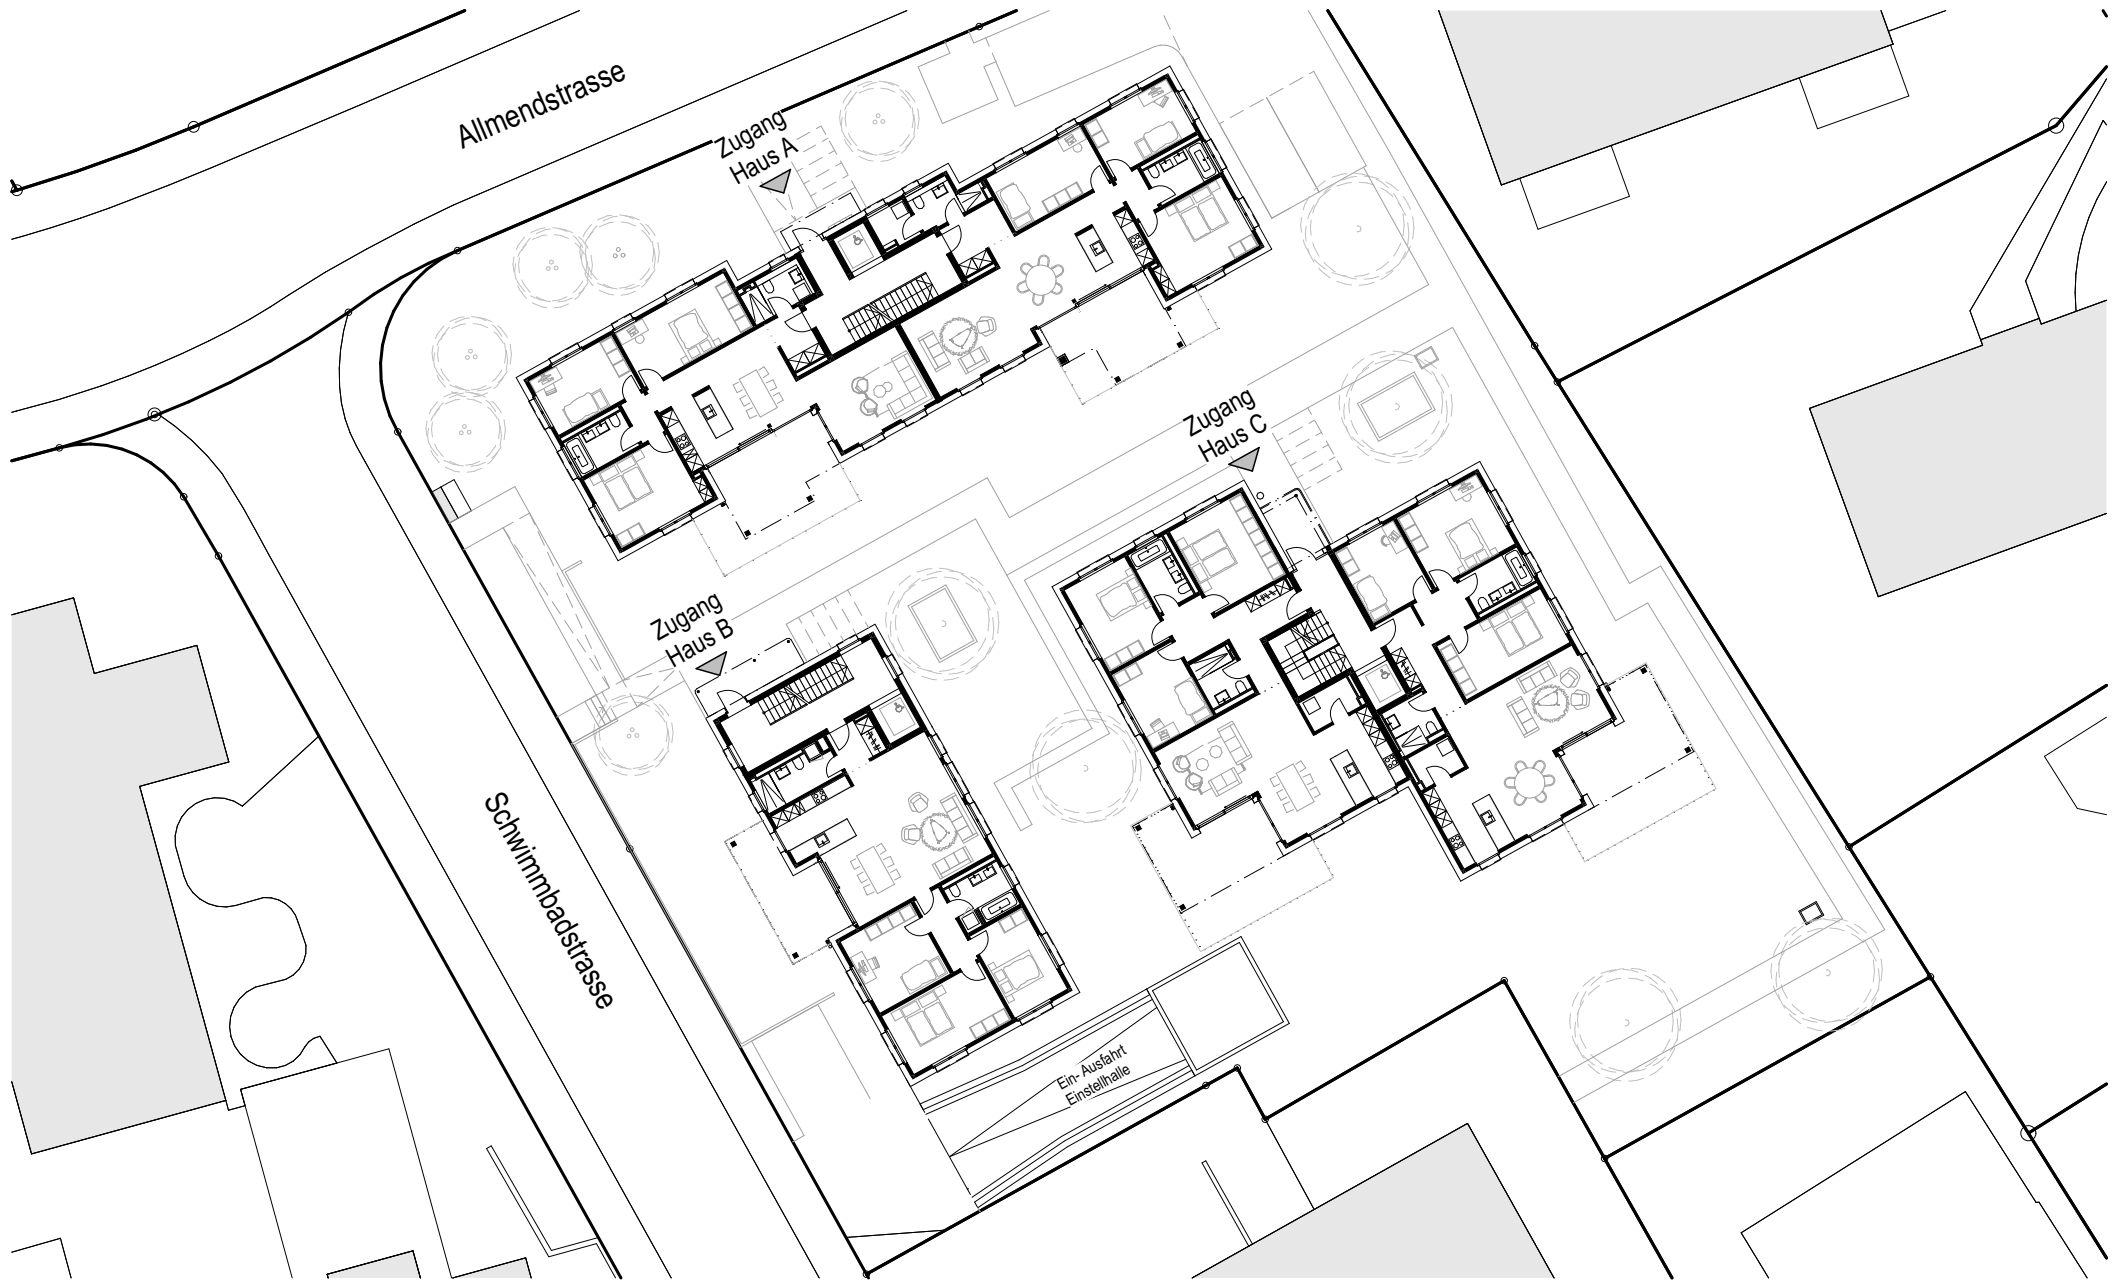 Allmendstrasse
Zugang
Haus A
Zugang
Haus C
Zugang
Haus B
Schwimmbadstrasse
Ein- Ausfahrt
Einstellhalle